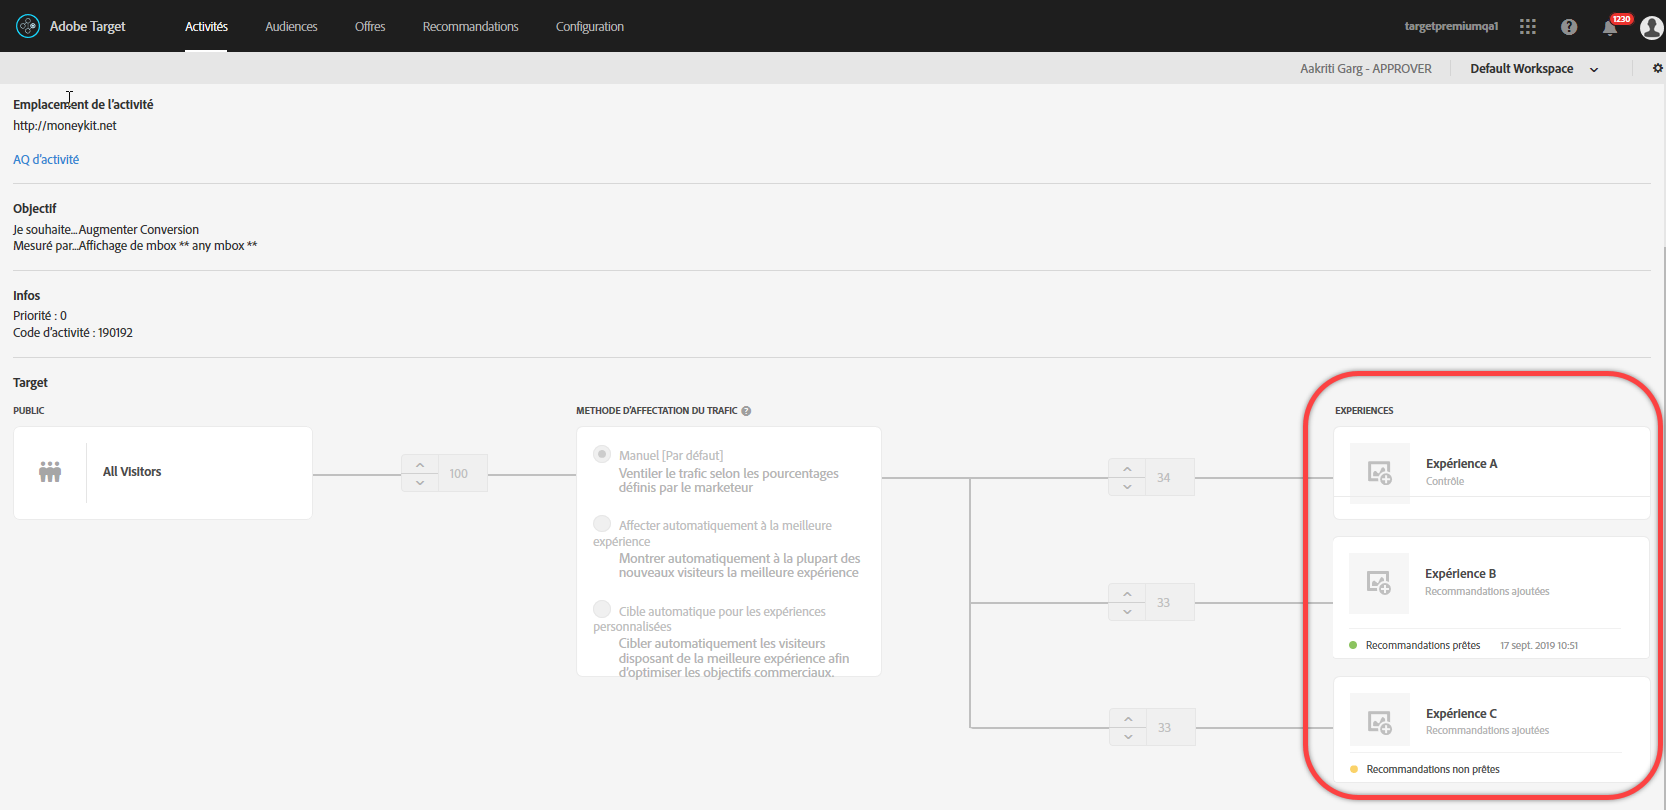 Adobe Target
Activités
Audiences
Offres
Recommandations
Configuration
targetpremiumqa1
1230
Aakriti Garg - APPROVER
Default Workspace
Emplacement de l'activité
http://moneykit.net
AQ d'activité
Objectif
Je souhaite...Augmenter Conversion
Mesuré par...Affichage de mbox ** any mbox **
Infos
Priorité : 0
Code d'activité : 190192
Target
PUBLIC
METHODE D'AFFECTATION DU TRAFIC ?
EXPERIENCES
All Visitors
100
Manuel [Par défaut]
Ventiler le trafic selon les pourcentages
définis par le marketeur
Affecter automatiquement à la meilleure
expérience
Montrer automatiquement à la plupart des
nouveaux visiteurs la meilleure expérience
Cible automatique pour les expériences
personnalisées
Cibler automatiquement les visiteurs
disposant de la meilleure expérience afin
d'optimiser les objectifs commerciaux.
34
Expérience A
Contrôle
33
Expérience B
Recommandations ajoutées
Recommandations prêtes 17 sept. 2019 10:51
33
Expérience C
Recommandations ajoutées
Recommandations non prêtes